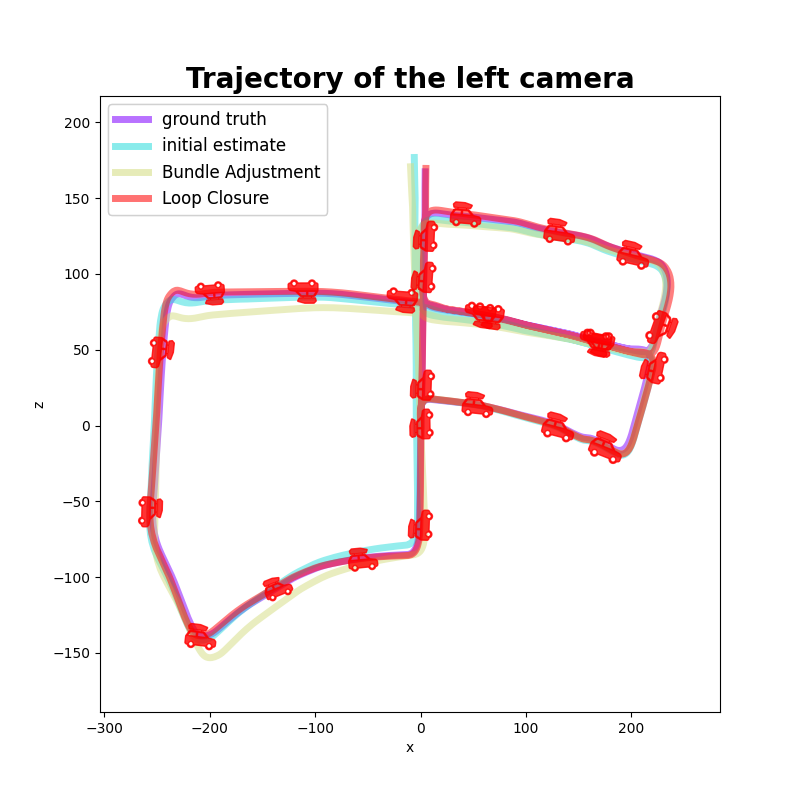 Trajectory of the left camera
ground truth
initial estimate
Bundle Adjustment
Loop Closure
200
150
100
50
0
−50
−100
−150
z
−300
−200
−100
0
100
200
x